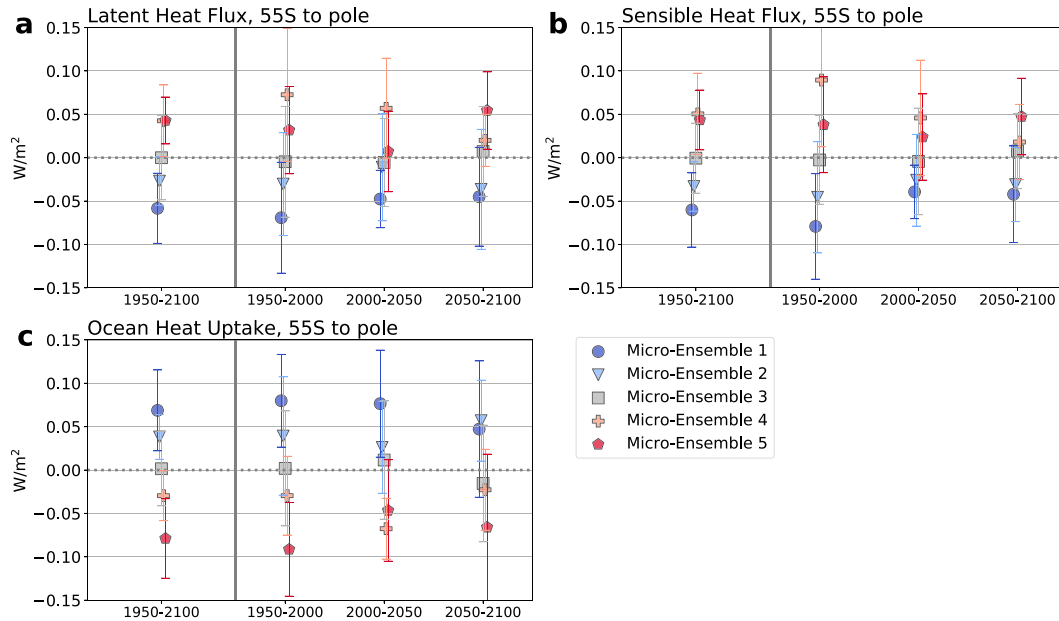 a Latent Heat Flux, 55S to pole
0.15
0.10
0.05
0.00
−0.05
−0.10
−0.15
W/m²
1950-2100 1950-2000 2000-2050 2050-2100
b Sensible Heat Flux, 55S to pole
0.15
0.10
0.05
0.00
−0.05
−0.10
−0.15
W/m²
1950-2100 1950-2000 2000-2050 2050-2100
c Ocean Heat Uptake, 55S to pole
0.15
0.10
0.05
0.00
−0.05
−0.10
−0.15
W/m²
1950-2100 1950-2000 2000-2050 2050-2100
Micro-Ensemble 1
Micro-Ensemble 2
Micro-Ensemble 3
Micro-Ensemble 4
Micro-Ensemble 5